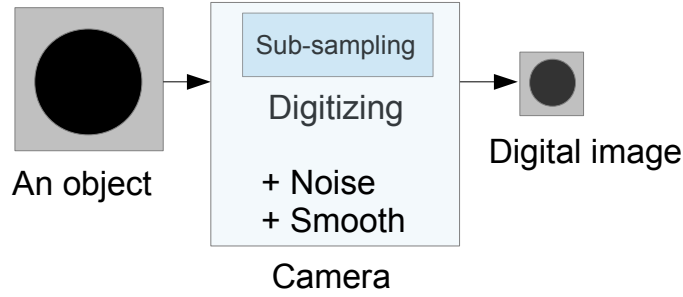 Sub-sampling
Digitizing
Digital image
An object
+ Noise
+ Smooth
Camera